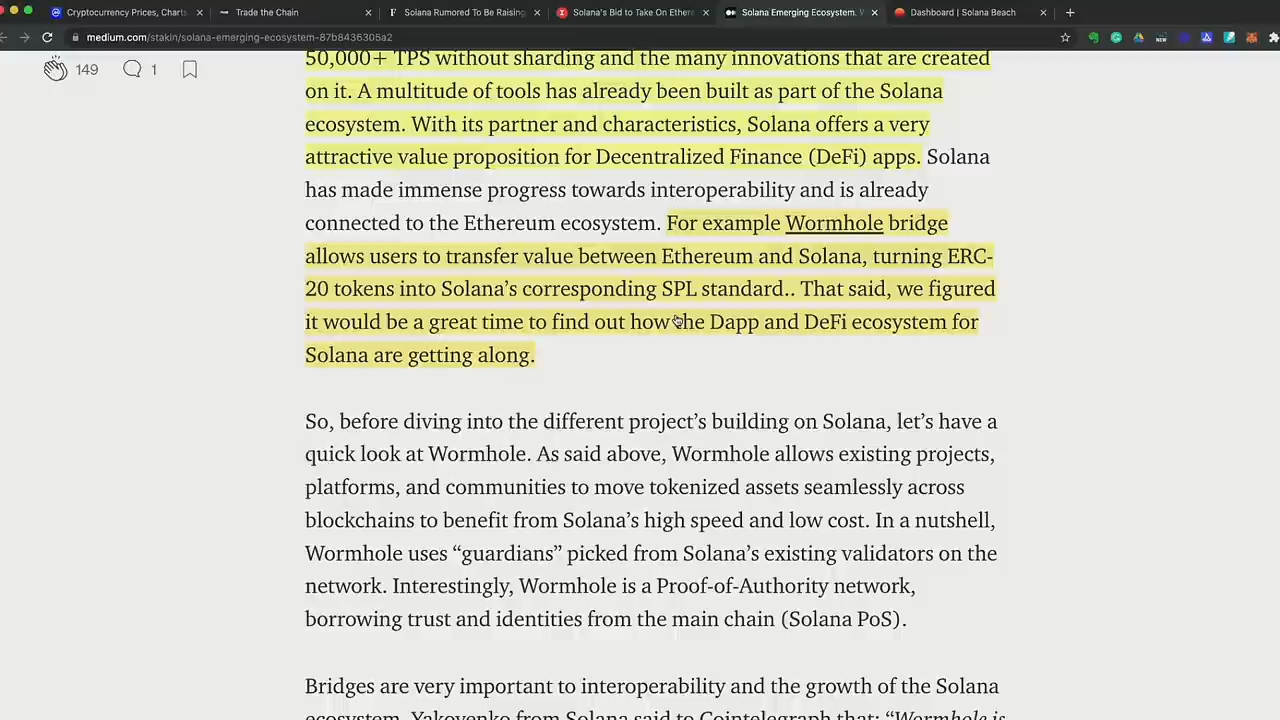 Cryptocurrency Prices, Charts
Trade the Chain
Solana Rumored To Be Raising
Solana's Bid to Take On Ether
Solana Emerging Ecosystem. W
Dashboard | Solana Beach
medium.com/stakin/solana-emerging-ecosystem-87b8436305a2
149
1
50,000+ TPS without sharding and the many innovations that are created
on it. A multitude of tools has already been built as part of the Solana
ecosystem. With its partner and characteristics, Solana offers a very
attractive value proposition for Decentralized Finance (DeFi) apps. Solana
has made immense progress towards interoperability and is already
connected to the Ethereum ecosystem. For example Wormhole bridge
allows users to transfer value between Ethereum and Solana, turning ERC-
20 tokens into Solana’s corresponding SPL standard.. That said, we figured
it would be a great time to find out how the Dapp and DeFi ecosystem for
Solana are getting along.
So, before diving into the different project’s building on Solana, let’s have a
quick look at Wormhole. As said above, Wormhole allows existing projects,
platforms, and communities to move tokenized assets seamlessly across
blockchains to benefit from Solana’s high speed and low cost. In a nutshell,
Wormhole uses “guardians” picked from Solana’s existing validators on the
network. Interestingly, Wormhole is a Proof-of-Authority network,
borrowing trust and identities from the main chain (Solana PoS).
Bridges are very important to interoperability and the growth of the Solana
ecosystem. Yakovenko from Solana said to Cointelegraph that: “Wormhole is